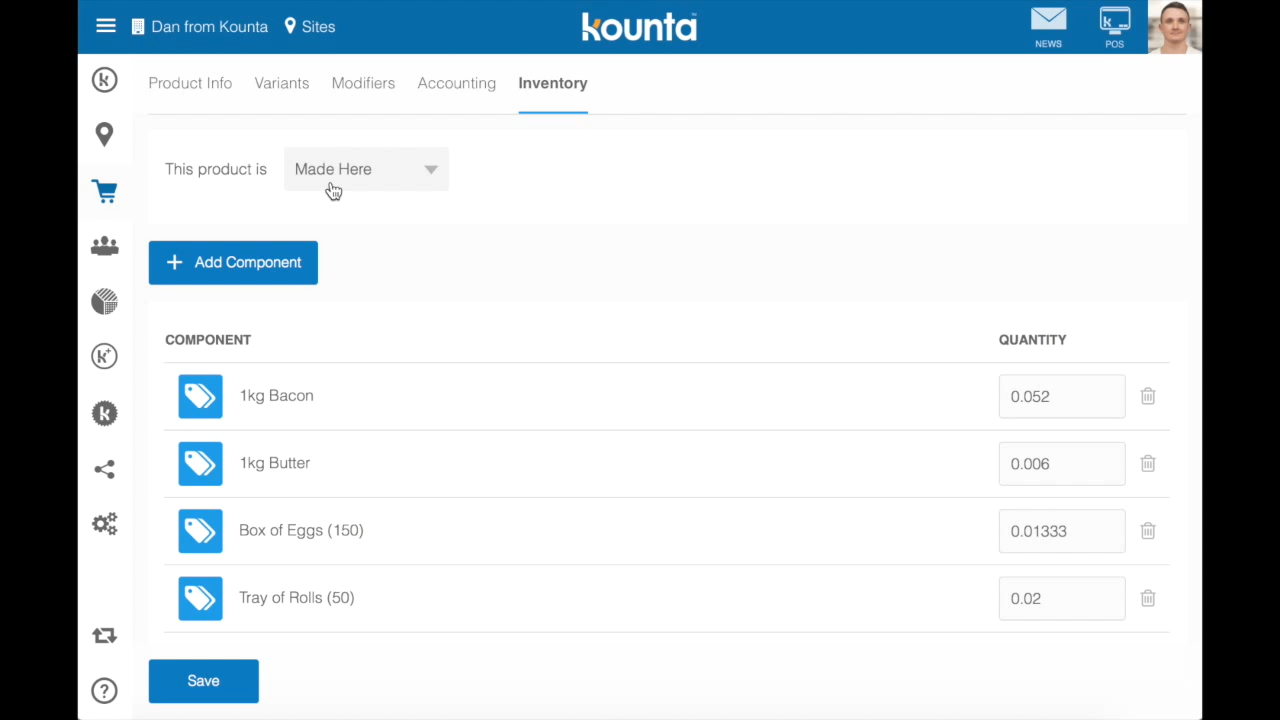 Dan from Kounta Sites
kounta
NEWS
POS
Product Info Variants Modifiers Accounting Inventory
This product is Made Here
+ Add Component
COMPONENT QUANTITY
1kg Bacon 0.052
1kg Butter 0.006
Box of Eggs (150) 0.01333
Tray of Rolls (50) 0.02
Save